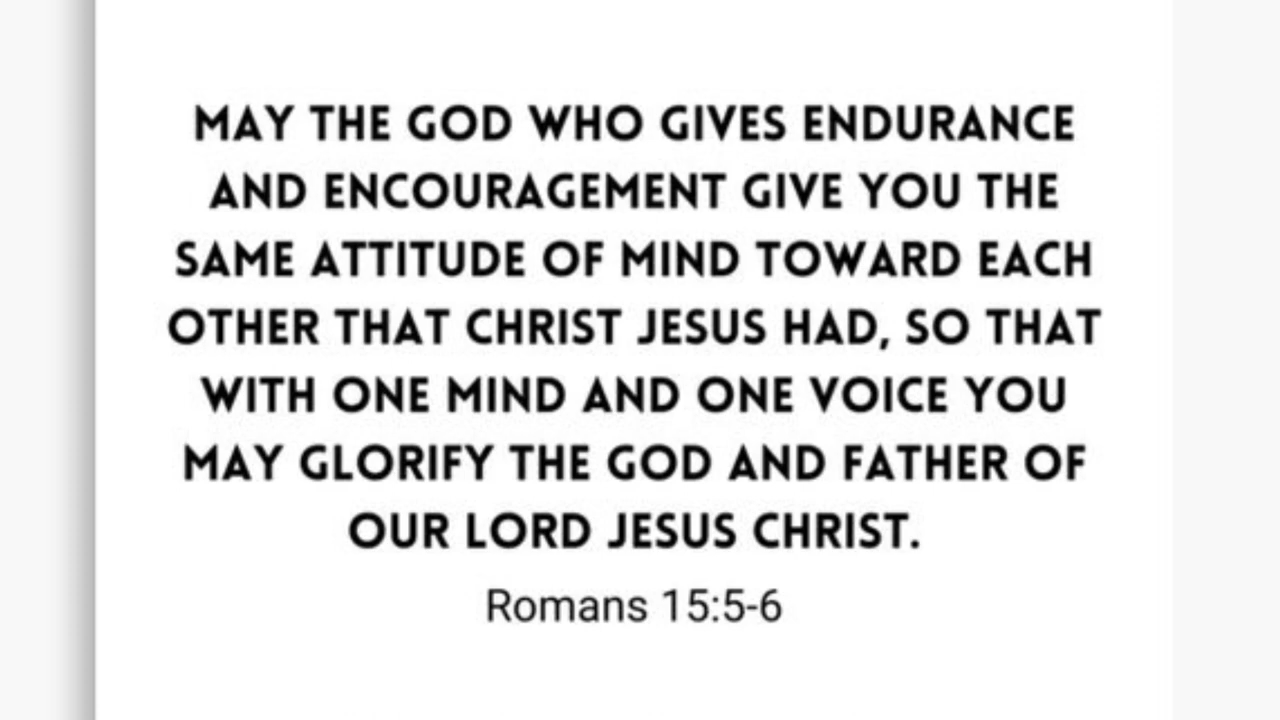 MAY THE GOD WHO GIVES ENDURANCE
AND ENCOURAGEMENT GIVE YOU THE
SAME ATTITUDE OF MIND TOWARD EACH
OTHER THAT CHRIST JESUS HAD, SO THAT
WITH ONE MIND AND ONE VOICE YOU
MAY GLORIFY THE GOD AND FATHER OF
OUR LORD JESUS CHRIST.
Romans 15:5-6